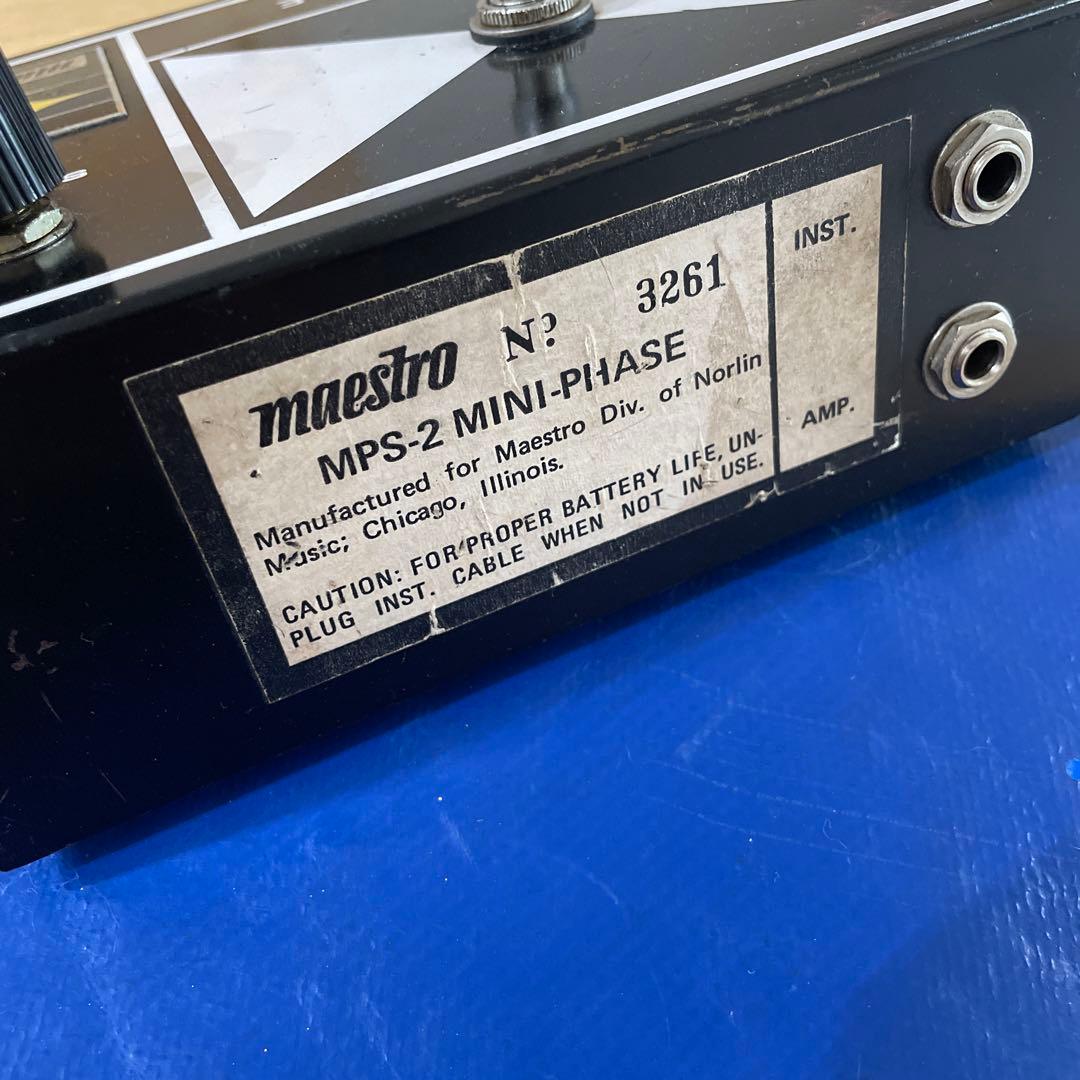 maestro Nº 3261
MPS-2 MINI-PHASE
Manufactured for Maestro Div. of Norlin
Music; Chicago, Illinois.
CAUTION: FOR PROPER BATTERY LIFE, UN-
PLUG INST. CABLE WHEN NOT IN USE.
INST.
AMP.